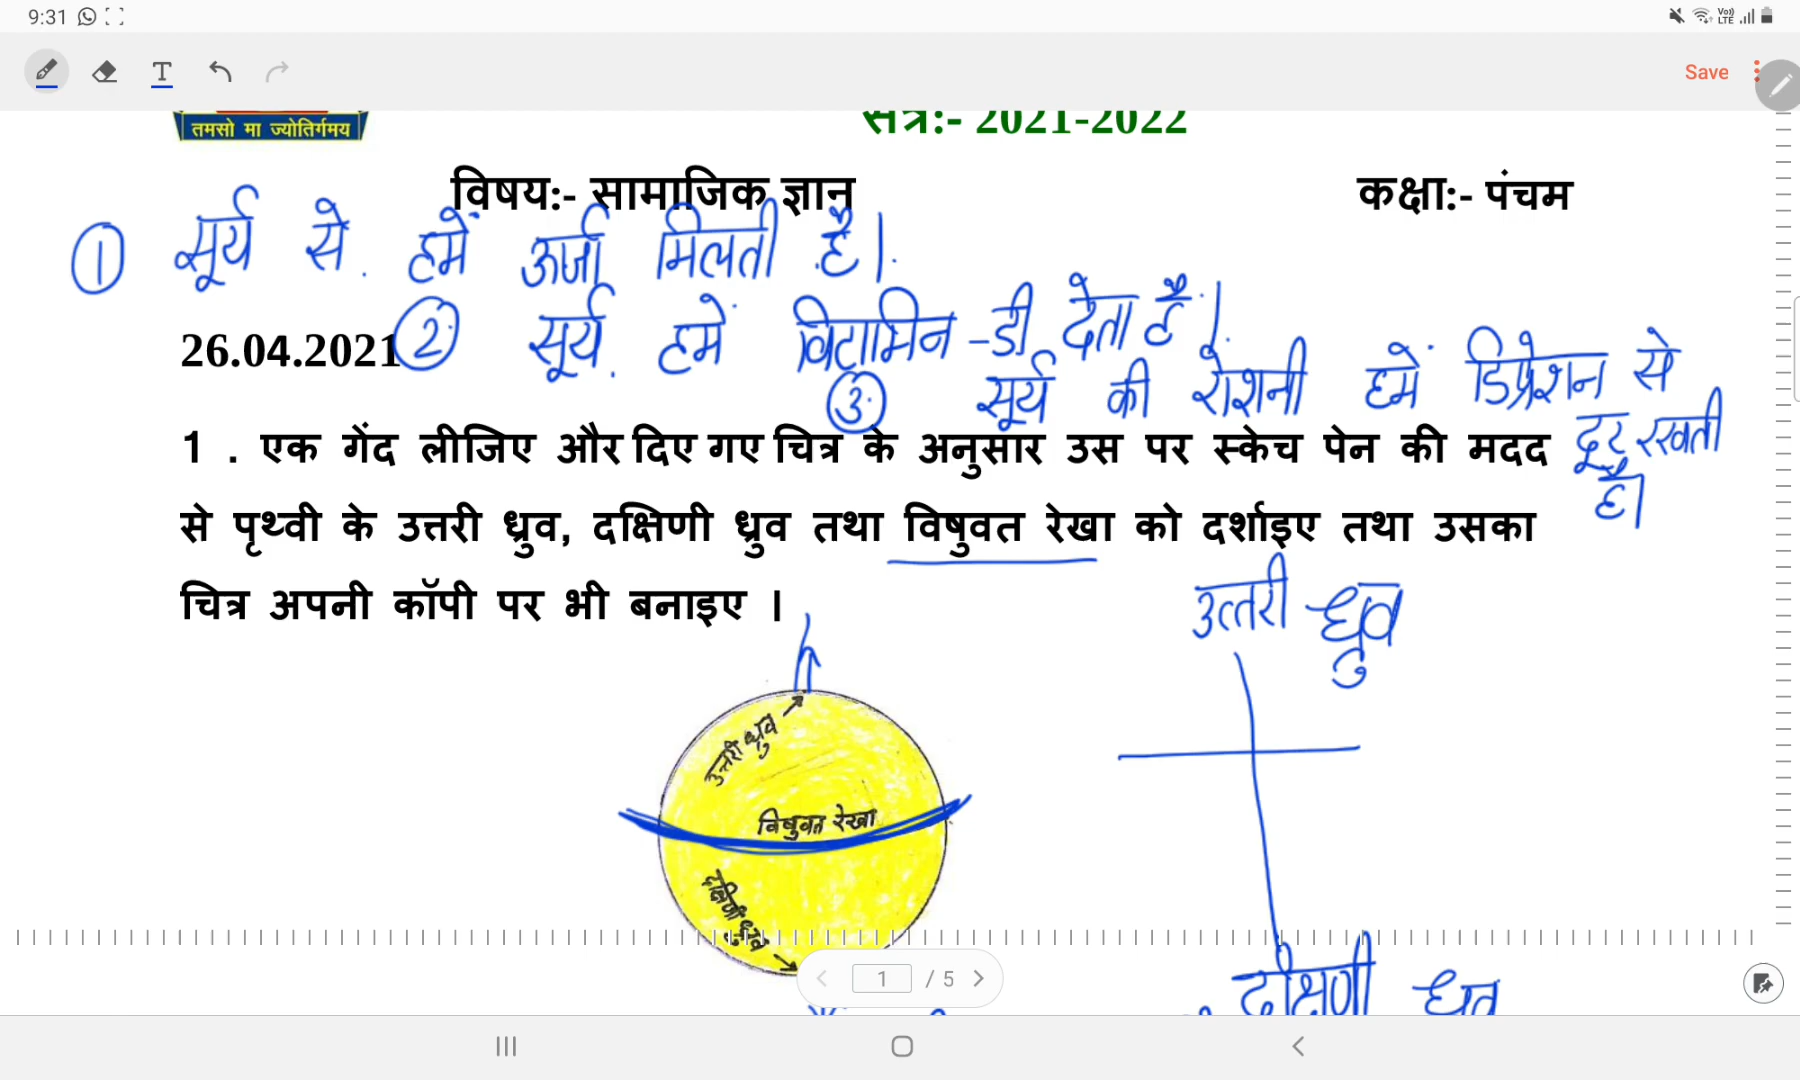 9:31
Save
तमसो मा ज्योतिर्गमय
सत्र:- 2021-2022
विषय:- सामाजिक ज्ञान
कक्षा:- पंचम
① सूर्य से हमें ऊर्जा मिलती है।
26.04.2021
② सूर्य हमें विटामिन-डी देता है।
③ सूर्य की रोशनी हमें डिप्रेशन से
दूर रखती
है।
1 . एक गेंद लीजिए और दिए गए चित्र के अनुसार उस पर स्केच पेन की मदद
से पृथ्वी के उत्तरी ध्रुव, दक्षिणी ध्रुव तथा विषुवत रेखा को दर्शाइए तथा उसका
चित्र अपनी कॉपी पर भी बनाइए ।
उत्तरी ध्रुव
उत्तरी ध्रुव
विषुवत रेखा
दक्षिणी ध्रुव
दक्षिणी ध्रुव
1 / 5